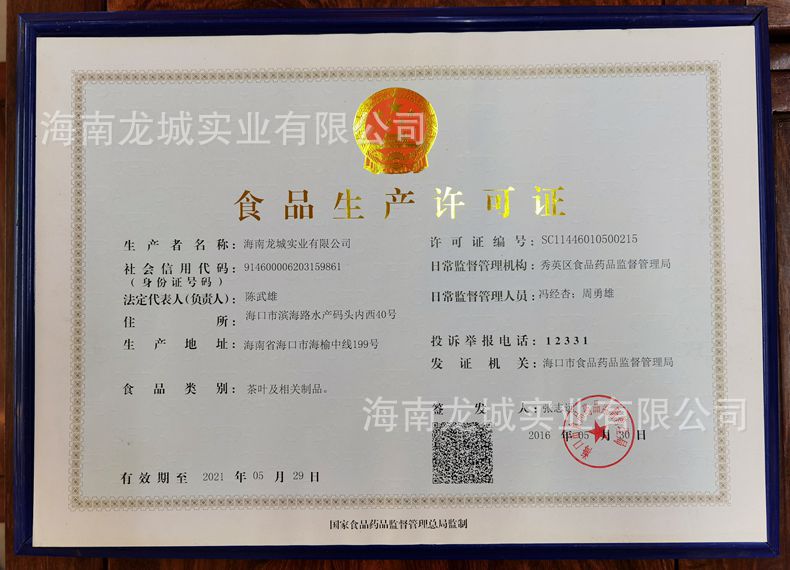 海南龙城实业有限公司
食品生产许可证
生产者名称：海南龙城实业有限公司
社会信用代码：914600006203159861
（身份证号码）
法定代表人(负责人)：陈武雄
住所：海口市滨海路水产码头内西40号
生产地址：海南省海口市海榆中线199号
食品类别：茶叶及相关制品。
有效期至 2021 年 05 月 29 日
许可证编号：SC11446010500215
日常监督管理机构：秀英区食品药品监督管理局
日常监督管理人员：冯经杏；周勇雄
投诉举报电话：12331
发证机关：海口市食品药品监督管理局
签发人：张志
海南龙城实业有限公司
2016 年 05 月 30 日
国家食品药品监督管理总局监制